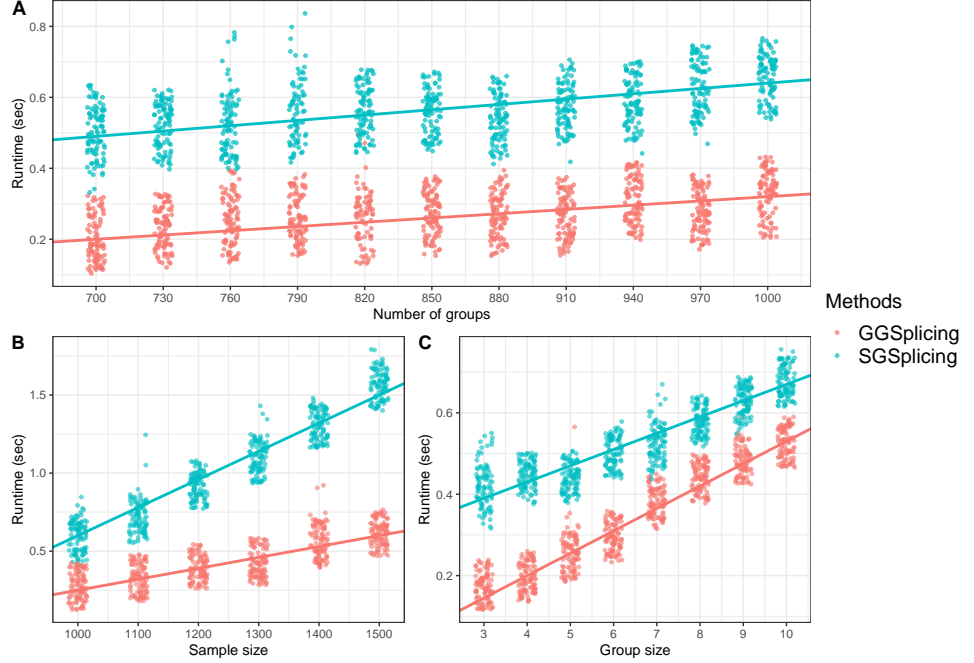 A
Runtime (sec)
0.8
0.6
0.4
0.2
700 730 760 790 820 850 880 910 940 970 1000
Number of groups
Methods
GGSplicing
SGSplicing
B
Runtime (sec)
1.5
1.0
0.5
1000 1100 1200 1300 1400 1500
Sample size
C
Runtime (sec)
0.6
0.4
0.2
3 4 5 6 7 8 9 10
Group size